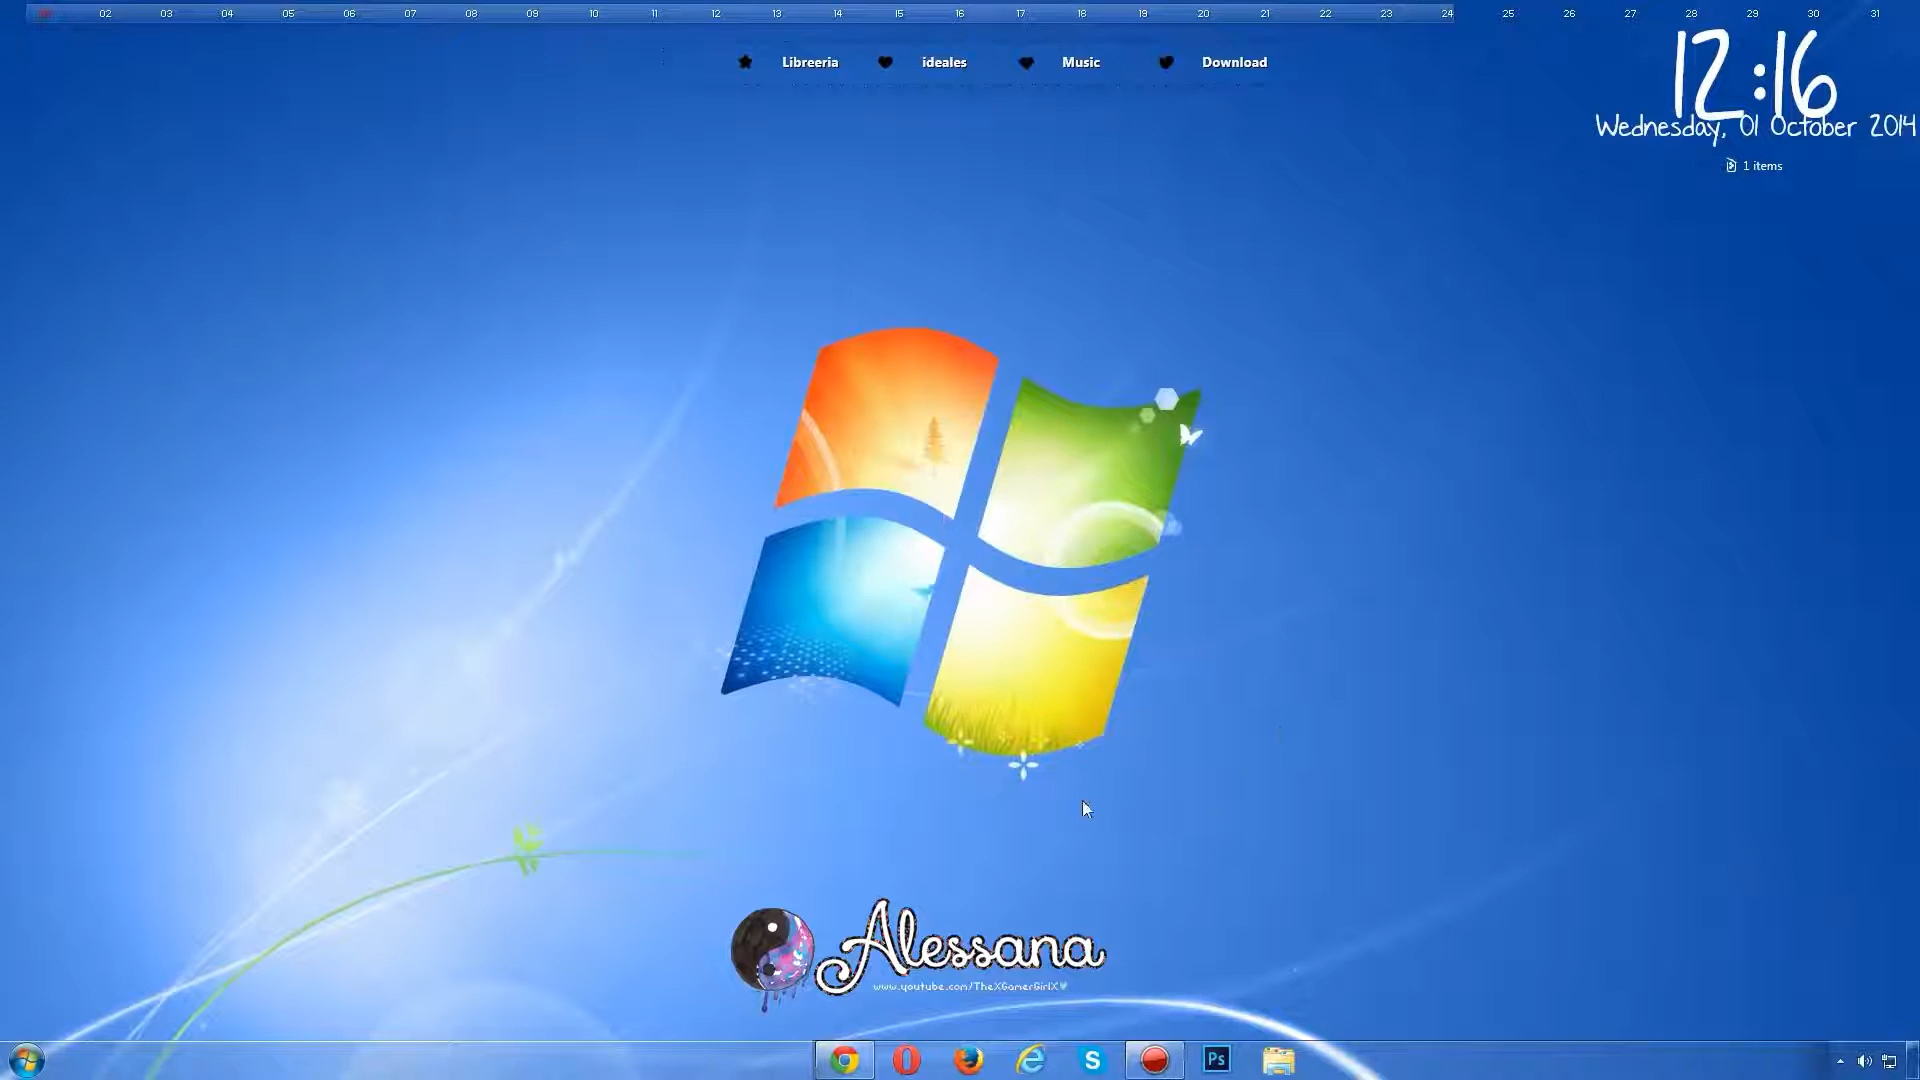 01 02 03 04 05 06 07 08 09 10 11 12 13 14 15 16 17 18 19 20 21 22 23 24 25 26 27 28 29 30 31
Libreeria ideales Music Download
12:16
Wednesday, 01 October 2014
1 items
Alessana
www.youtube.com/TheXGamerGirlX
S
Ps